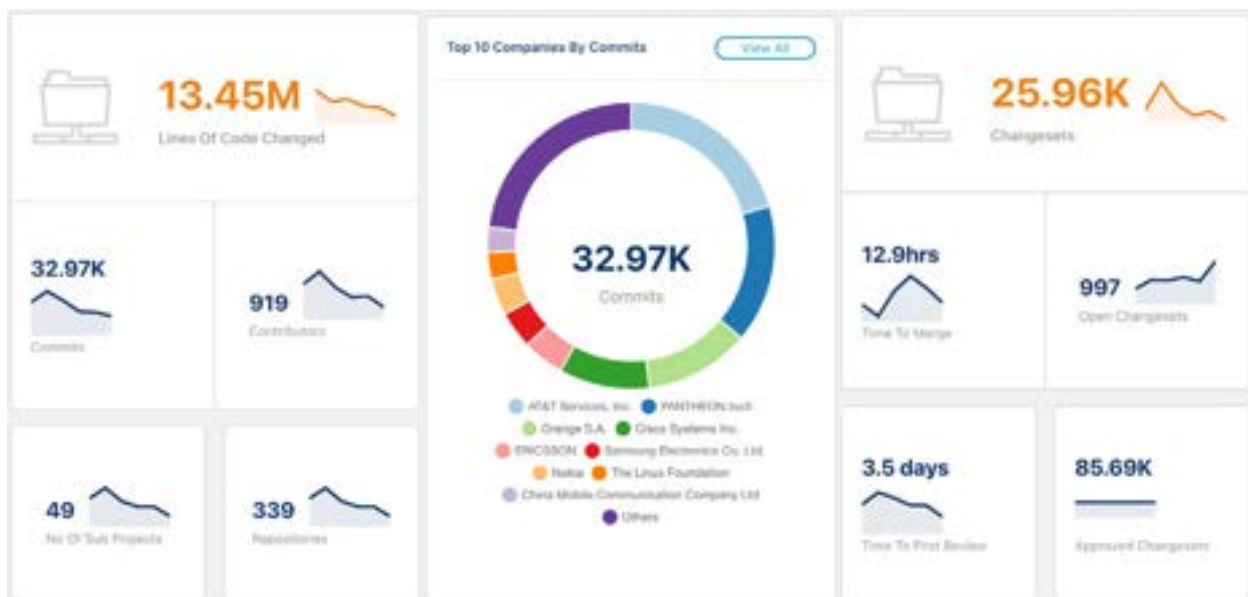 13.45M
Lines Of Code Changed
32.97K
Commits
919
Contributors
49
No Of Sub Projects
339
Repositories
Top 10 Companies By Commits
View All
32.97K
Commits
AT&T Services, Inc. PANTHEON.tech
Orange S.A. Cisco Systems Inc.
ERICSSON Samsung Electronics Co. Ltd.
Nokia The Linux Foundation
China Mobile Communication Company Ltd
Others
25.96K
Changesets
12.9hrs
Time To Merge
997
Open Changesets
3.5 days
Time To First Review
85.69K
Approved Changesets